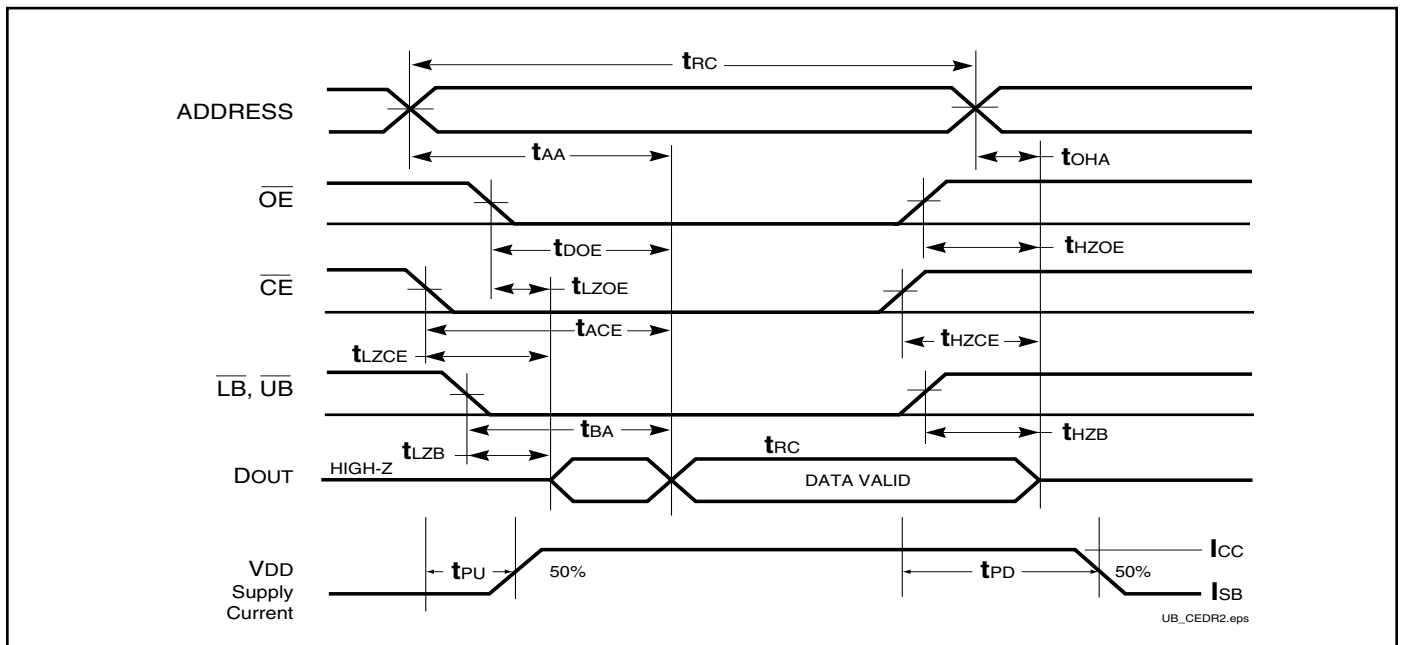 tRC
ADDRESS
tAA
tOHA
OE
tDOE
tHZOE
CE
tLZOE
tACE
tHZCE
tLZCE
LB, UB
tBA
tHZB
tLZB
tRC
HIGH-Z
DOUT
DATA VALID
ICC
tPU
50%
tPD
50%
VDD
Supply
Current
ISB
UB_CEDR2.eps